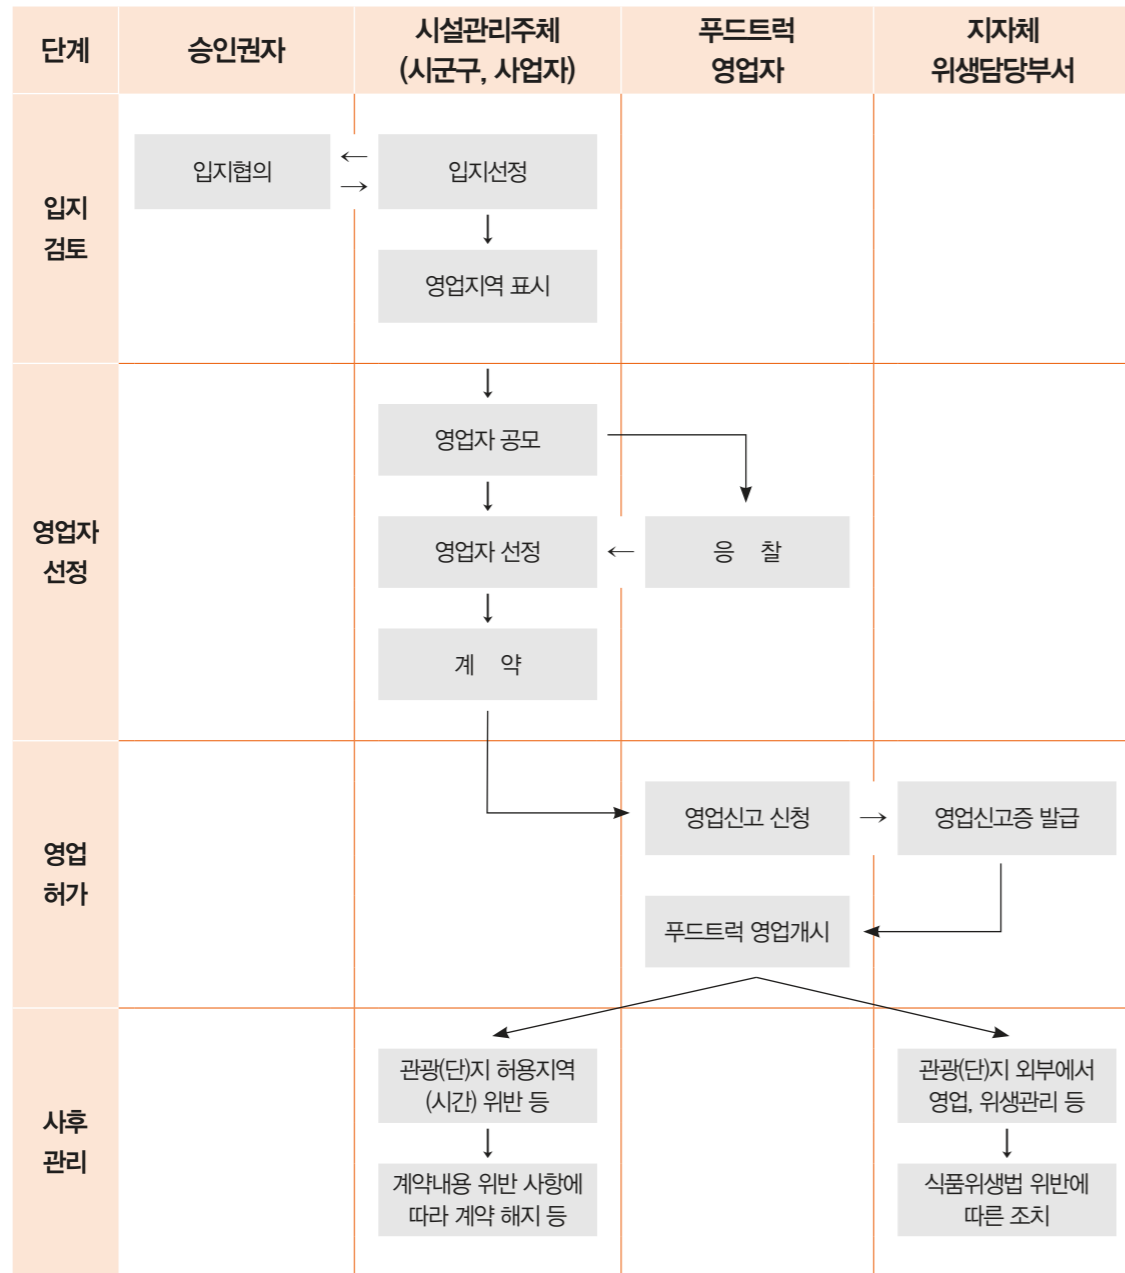 단계
승인권자
시설관리주체
(시군구, 사업자)
푸드트럭
영업자
지자체
위생담당부서
입지
검토
입지협의
←
→
입지선정
↓
영업지역 표시
영업자
선정
↓
영업자 공모
↓
영업자 선정
←
응 찰
↓
계 약
영업
허가
영업신고 신청
→
영업신고증 발급
푸드트럭 영업개시
사후
관리
관광(단)지 허용지역
(시간) 위반 등
↓
계약내용 위반 사항에
따라 계약 해지 등
관광(단)지 외부에서
영업, 위생관리 등
↓
식품위생법 위반에
따른 조치